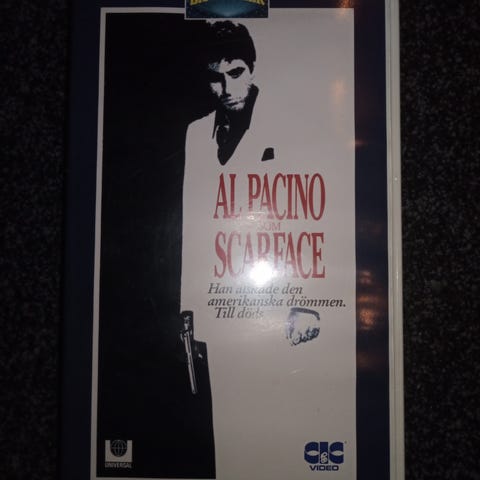 AL PACINO
SOM
SCARFACE
Han älskade den
amerikanska drömmen.
Till döds
UNIVERSAL
CIC
VIDEO